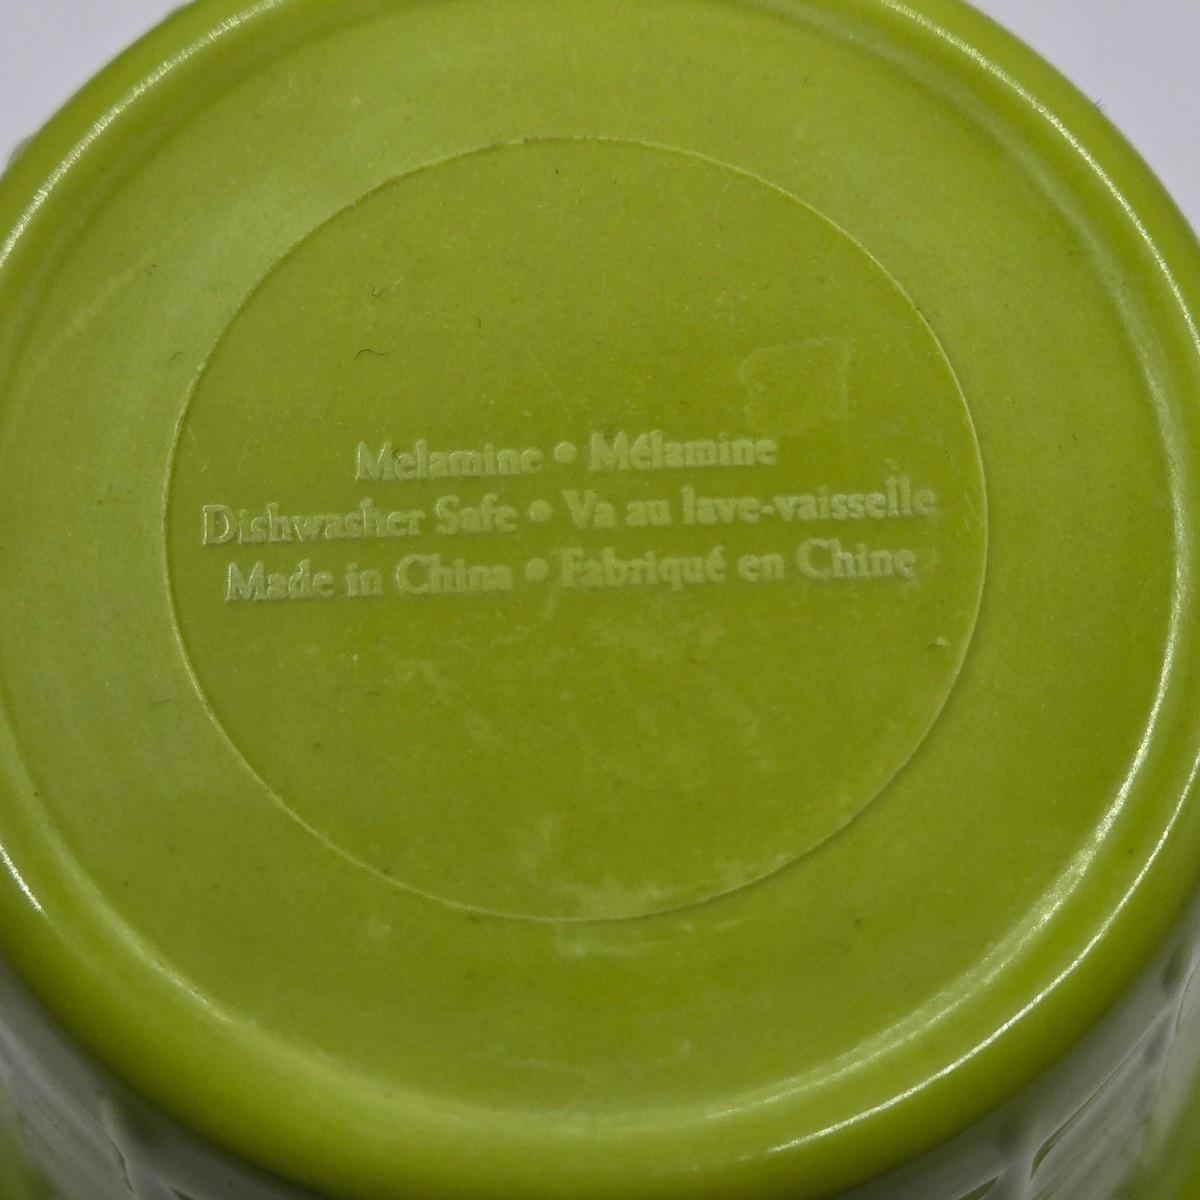 Melamine • Mélamine
Dishwasher Safe • Va au lave-vaisselle
Made in China • Fabriqué en Chine